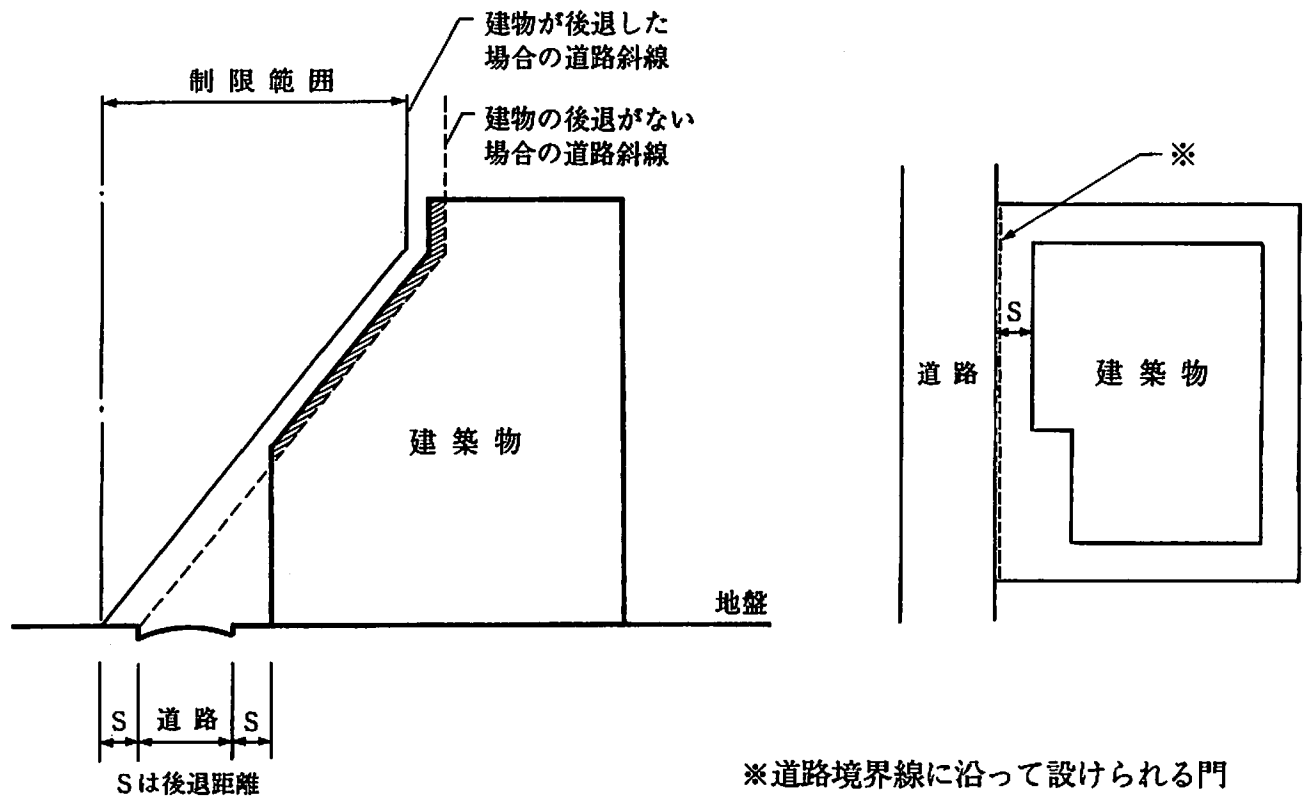 建物が後退した
場合の道路斜線
制限範囲
建物の後退がない
場合の道路斜線
※
S
道路
建築物
建築物
地盤
S 道路 S
Sは後退距離
※道路境界線に沿って設けられる門